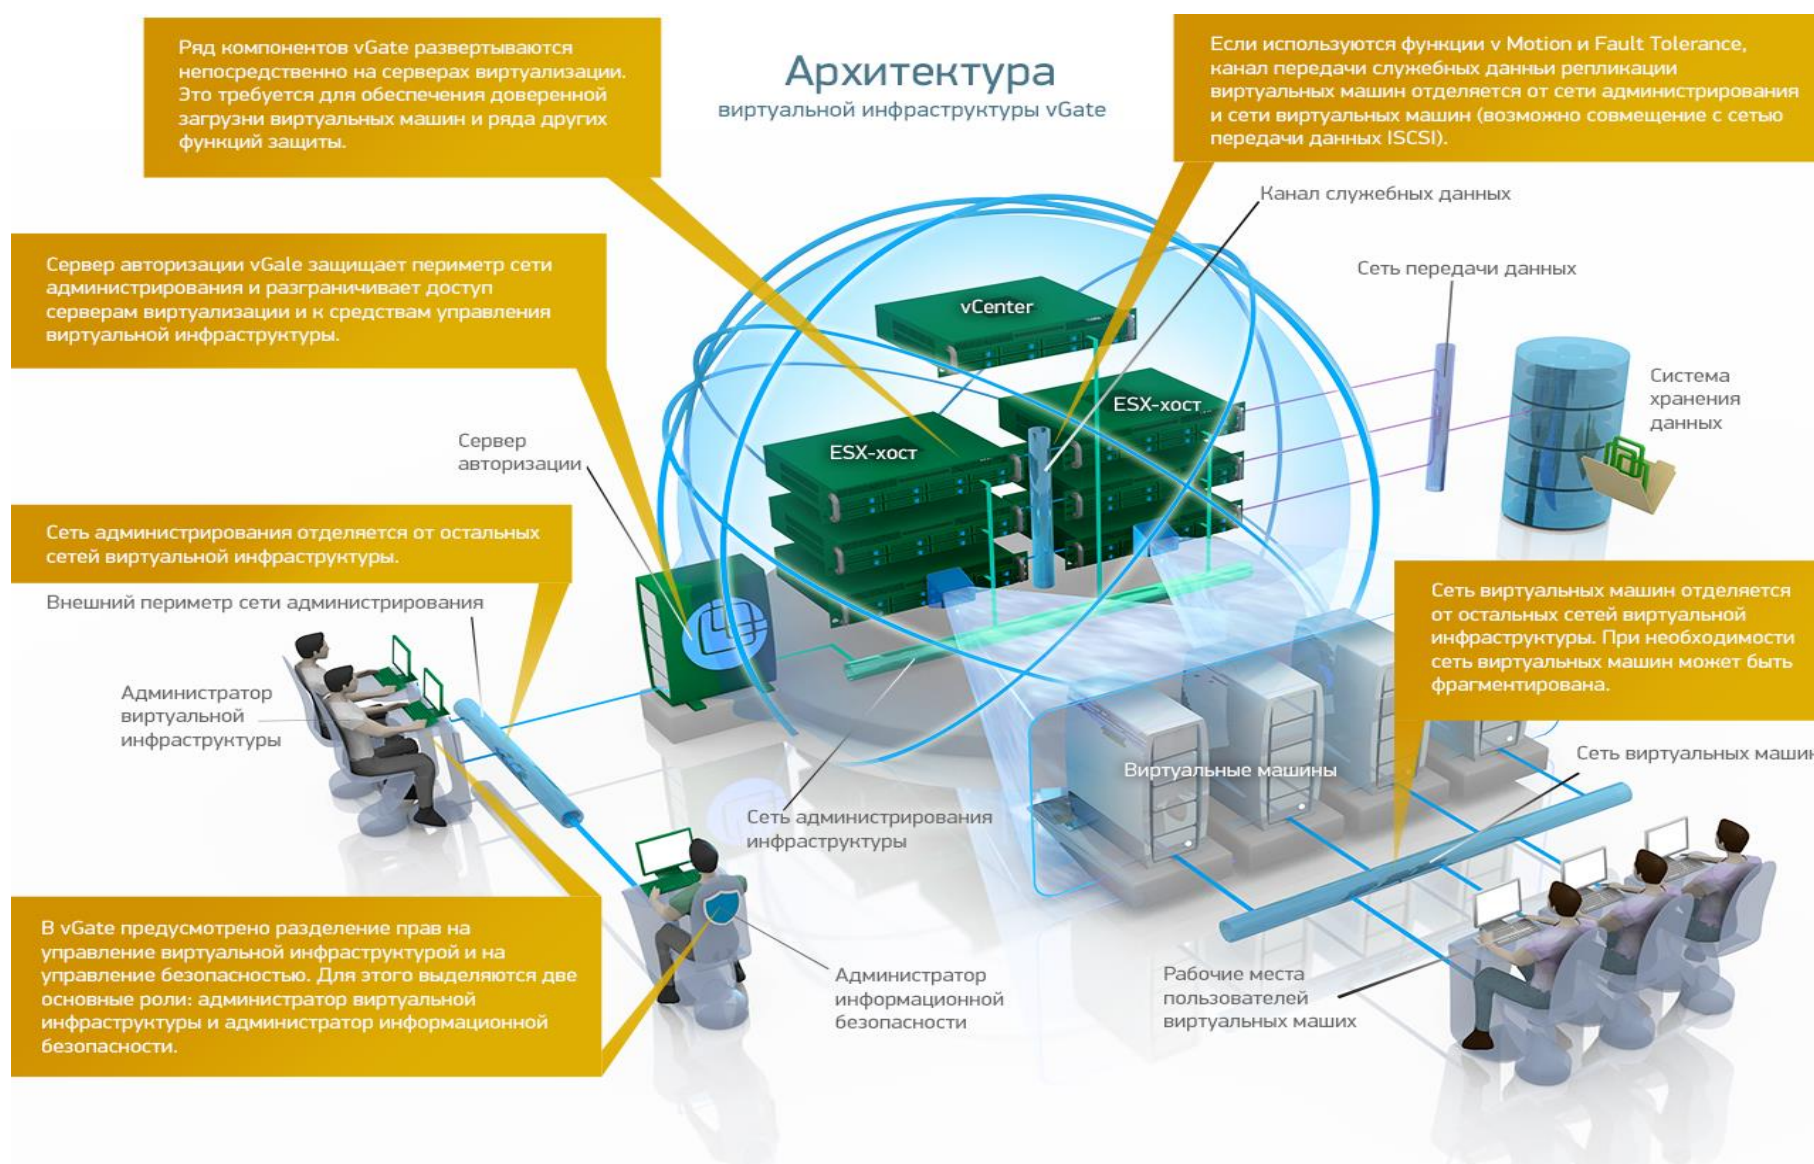 Архитектура
виртуальной инфраструктуры vGate
Ряд компонентов vGate развертываются
непосредственно на серверах виртуализации.
Это требуется для обеспечения доверенной
загрузни виртуальных машин и ряда других
функций защиты.
Если используются функции v Motion и Fault Tolerance,
канал передачи служебных данньи репликации
виртуальных машин отделяется от сети администрирования
и сети виртуальных машин (возможно совмещение с сетью
передачи данных ISCSI).
Канал служебных данных
Сеть передачи данных
Сервер авторизации vGale защищает периметр сети
администрирования и разграничивает доступ
серверам виртуализации и к средствам управления
виртуальной инфраструктуры.
vCenter
ESX-хост
ESX-хост
Система
хранения
данных
Сервер
авторизации
Сеть администрирования отделяется от остальных
сетей виртуальной инфраструктуры.
Внешний периметр сети администрирования
Сеть виртуальных машин отделяется
от остальных сетей виртуальной
инфраструктуры. При необходимости
сеть виртуальных машин может быть
фрагментирована.
Администратор
виртуальной
инфраструктуры
Виртуальные машины
Сеть виртуальных машин
Сеть администрирования
инфраструктуры
В vGate предусмотрено разделение прав на
управление виртуальной инфраструктурой и на
управление безопасностью. Для этого выделяются две
основные роли: администратор виртуальной
инфраструктуры и администратор информационной
безопасности.
Администратор
информационной
безопасности
Рабочие места
пользователей
виртуальных маших